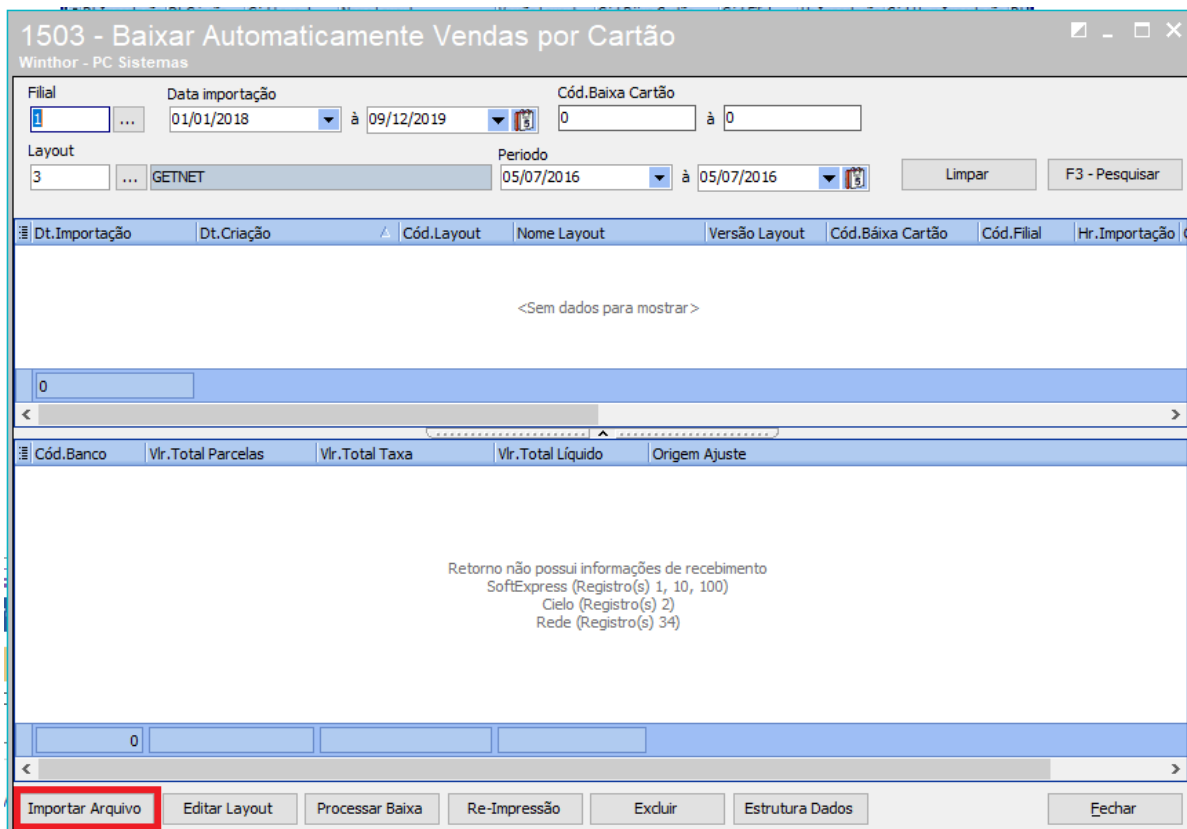 1503 - Baixar Automaticamente Vendas por Cartão
Winthor - PC Sistemas
Filial Data importação Cód.Baixa Cartão
1 ... 01/01/2018 à 09/12/2019 0 à 0
Layout Periodo
3 ... GETNET 05/07/2016 à 05/07/2016 Limpar F3 - Pesquisar
Dt.Importação Dt.Criação Cód.Layout Nome Layout Versão Layout Cód.Báixa Cartão Cód.Filial Hr.Importação
<Sem dados para mostrar>
0
Cód.Banco Vlr.Total Parcelas Vlr.Total Taxa Vlr.Total Líquido Origem Ajuste
Retorno não possui informações de recebimento
SoftExpress (Registro(s) 1, 10, 100)
Cielo (Registro(s) 2)
Rede (Registro(s) 34)
0
Importar Arquivo Editar Layout Processar Baixa Re-Impressão Excluir Estrutura Dados Fechar